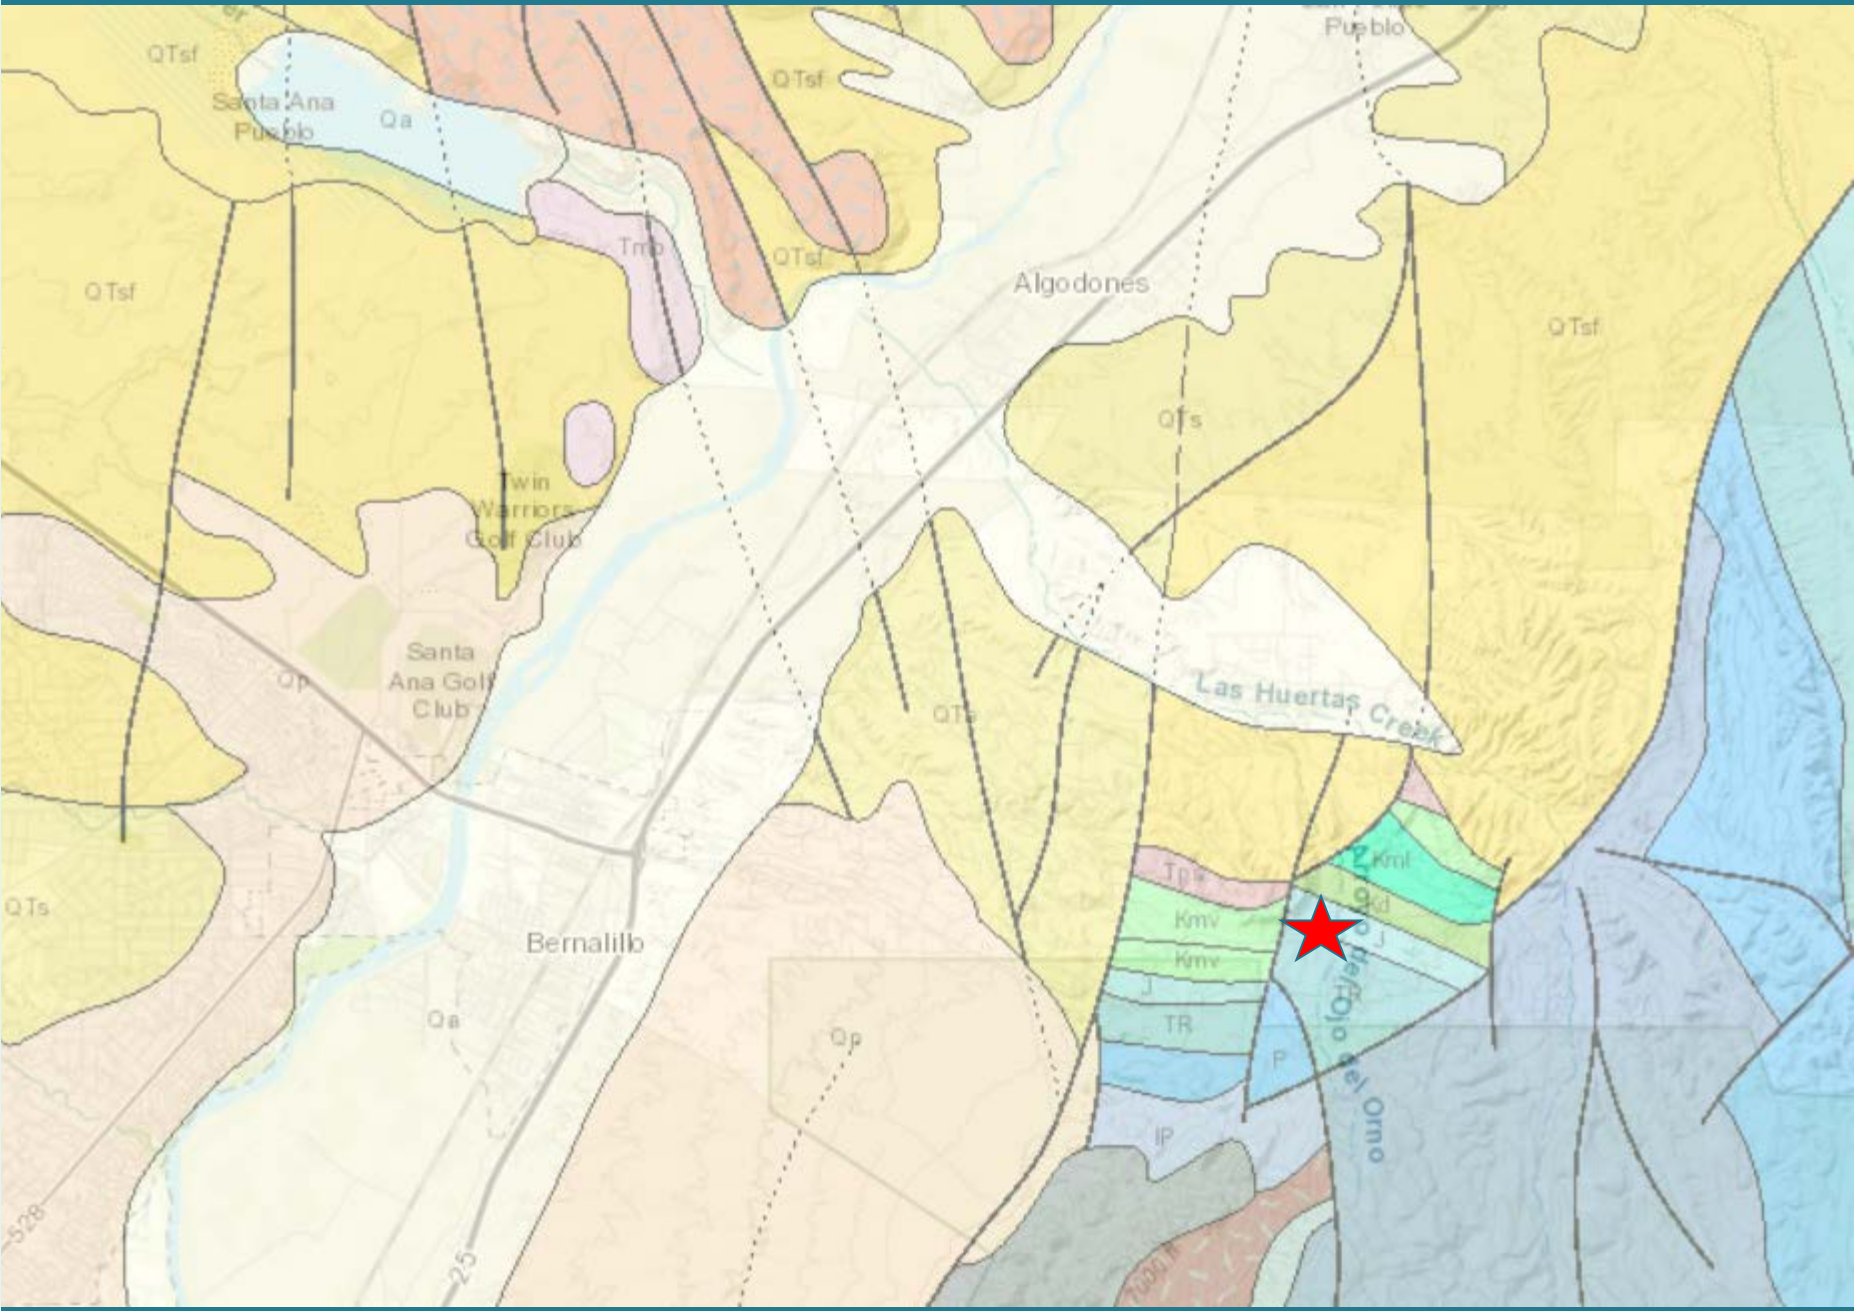 Pueblo
QTsf
QTsf
Santa Ana
Pueblo
Qa
Tmb
QTsf
Algodones
QTsf
QTsf
QTs
Twin
Warriors
Golf Club
Santa
Ana Golf
Club
Qp
Las Huertas Creek
QTs
Kml
Kd
Tps
Kmv
Kmv
J
J
TR
QTs
Bernalillo
Qa
Qp
P
IP
Arroyo del Ojo del Orno
528
25